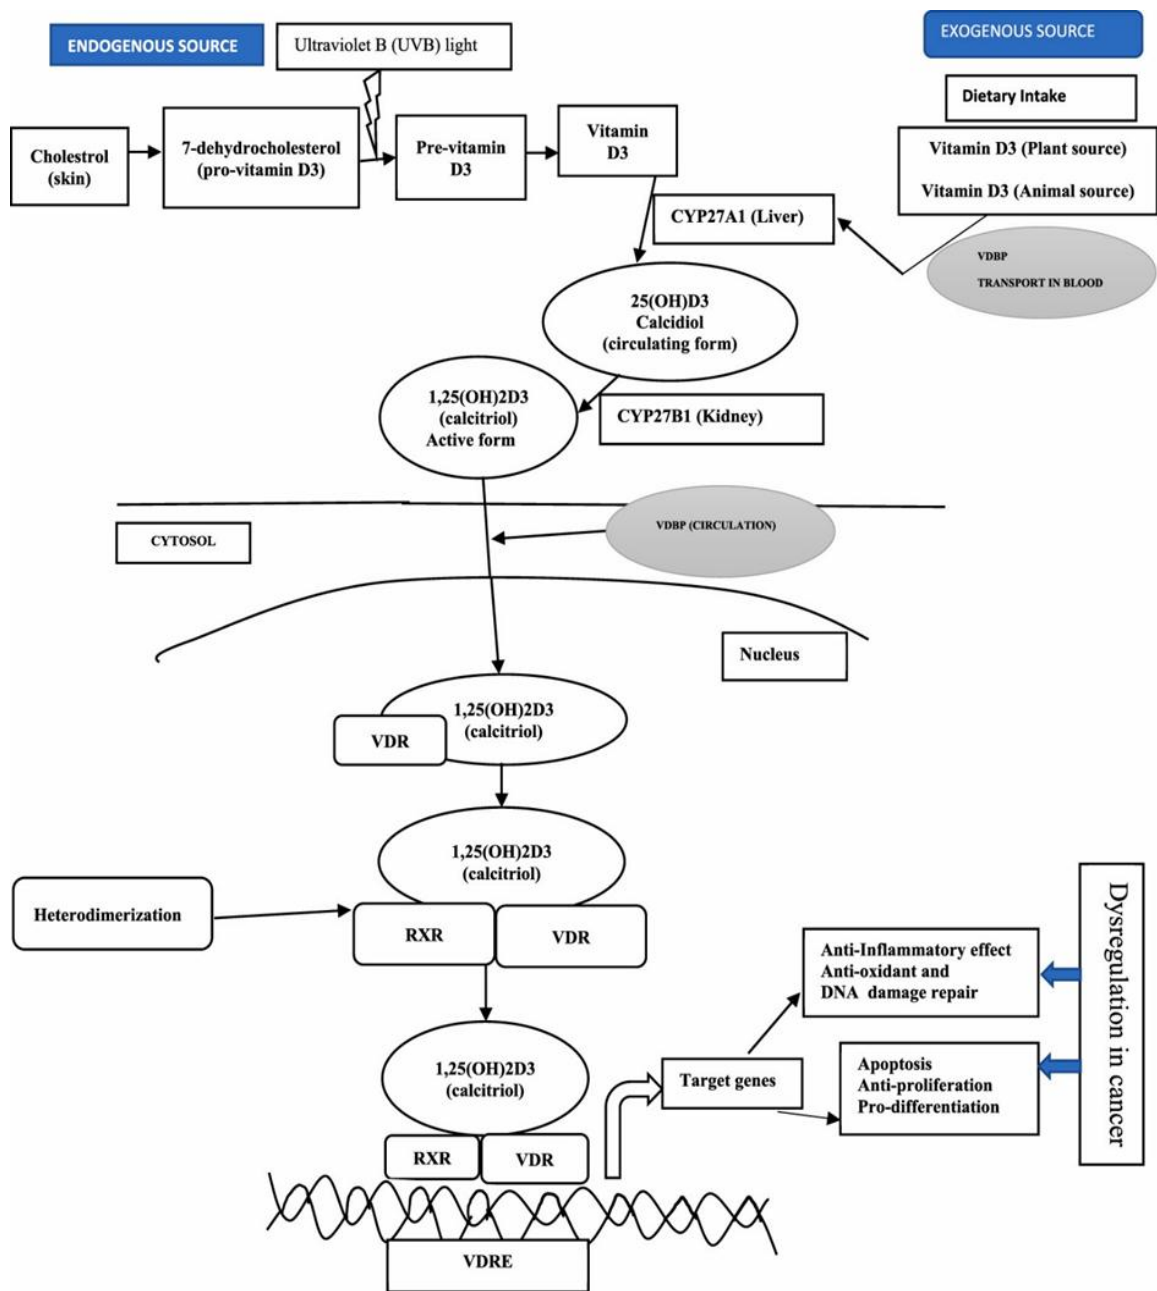 ENDOGENOUS SOURCE
Ultraviolet B (UVB) light
EXOGENOUS SOURCE
Dietary Intake
Cholestrol
(skin)
7-dehydrocholesterol
(pro-vitamin D3)
Pre-vitamin
D3
Vitamin
D3
Vitamin D3 (Plant source)
Vitamin D3 (Animal source)
CYP27A1 (Liver)
VDBP
TRANSPORT IN BLOOD
25(OH)D3
Calcidiol
(circulating form)
1,25(OH)2D3
(calcitriol)
Active form
CYP27B1 (Kidney)
CYTOSOL
VDBP (CIRCULATION)
Nucleus
1,25(OH)2D3
(calcitriol)
VDR
1,25(OH)2D3
(calcitriol)
Heterodimerization
RXR
VDR
Anti-Inflammatory effect
Anti-oxidant and
DNA damage repair
Dysregulation in cancer
1,25(OH)2D3
(calcitriol)
Target genes
Apoptosis
Anti-proliferation
Pro-differentiation
RXR
VDR
VDRE